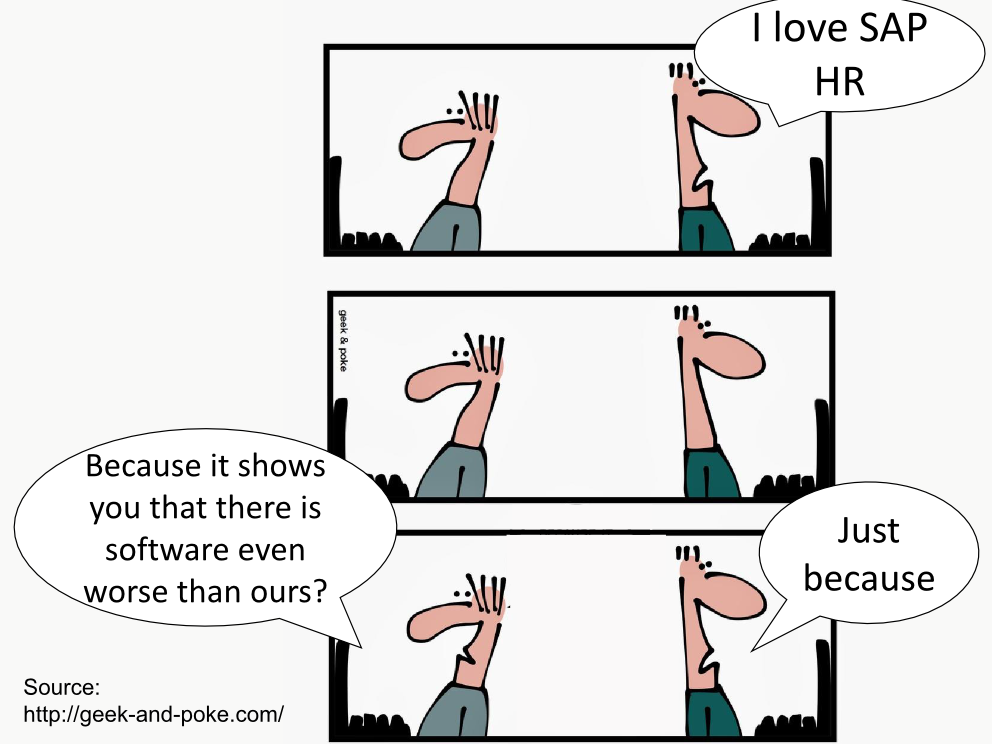 I love SAP
HR
geek & poke
Because it shows
you that there is
software even
worse than ours?
Just
because
Source:
http://geek-and-poke.com/